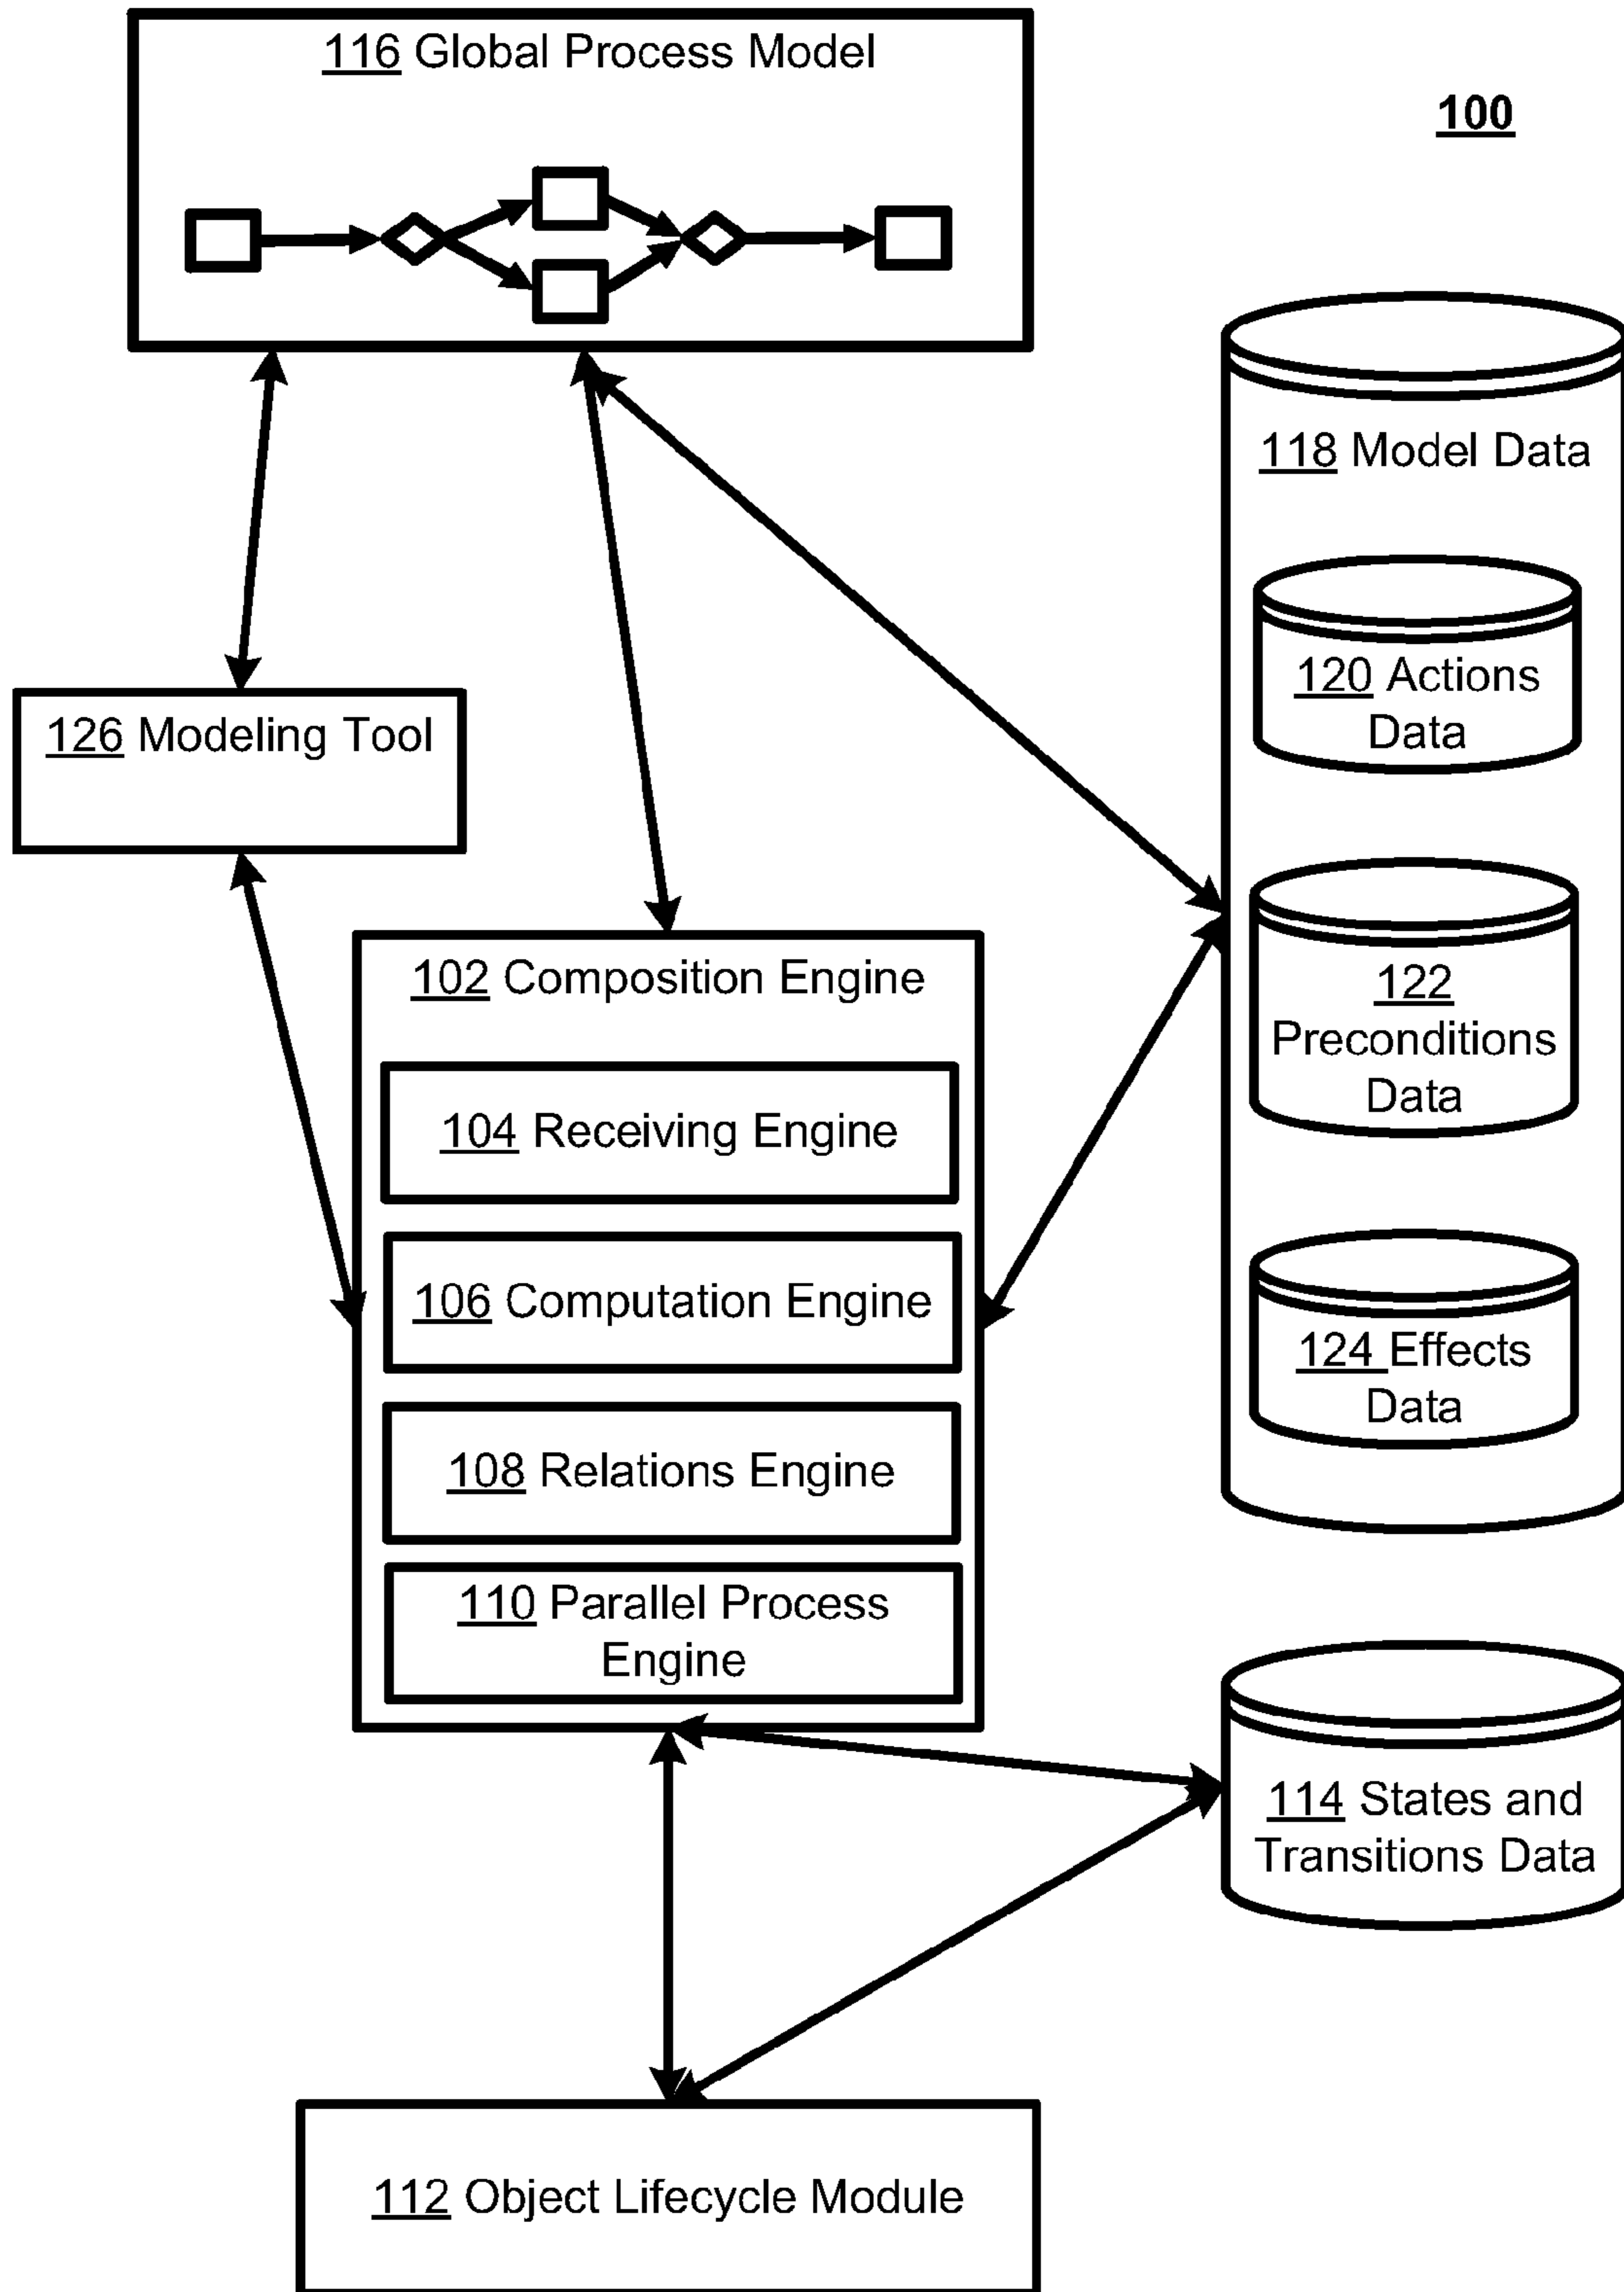 116 Global Process Model
100
118 Model Data
120 Actions
Data
126 Modeling Tool
122
Preconditions
Data
102 Composition Engine
104 Receiving Engine
106 Computation Engine
124 Effects
Data
108 Relations Engine
110 Parallel Process
Engine
114 States and
Transitions Data
112 Object Lifecycle Module